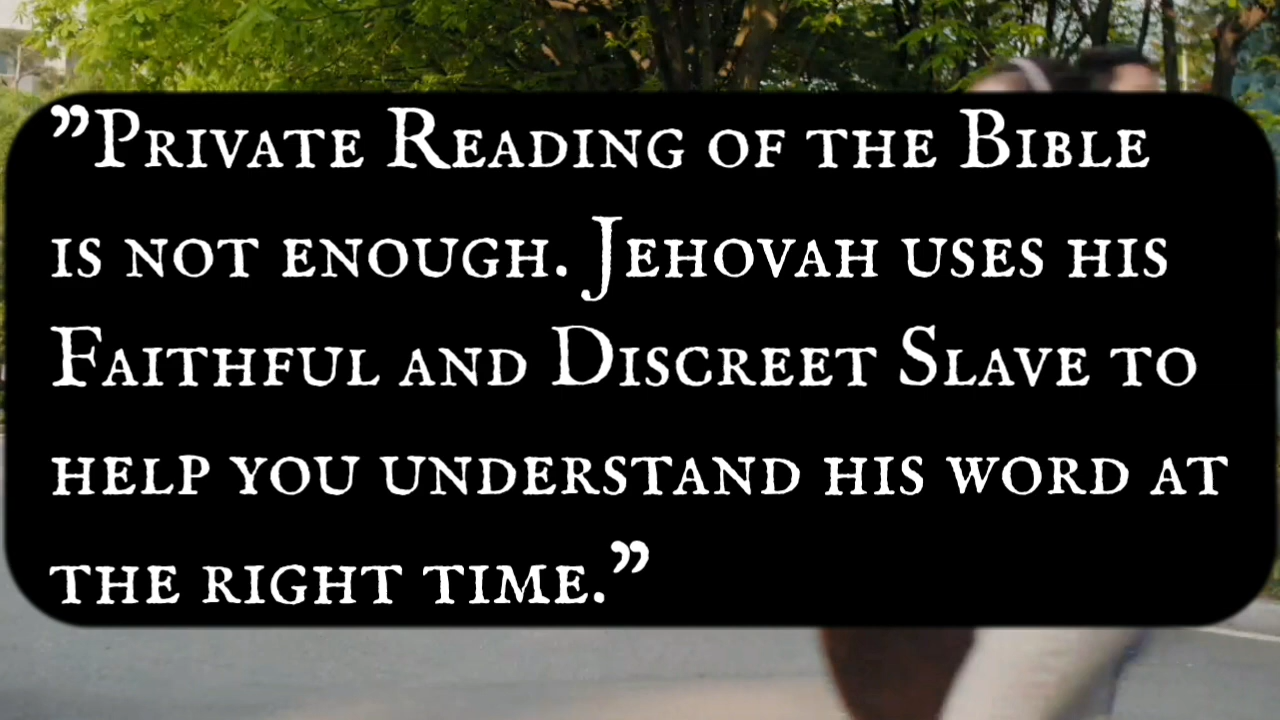 ”Private Reading of the Bible
is not enough. Jehovah uses his
Faithful and Discreet Slave to
help you understand his word at
the right time.”